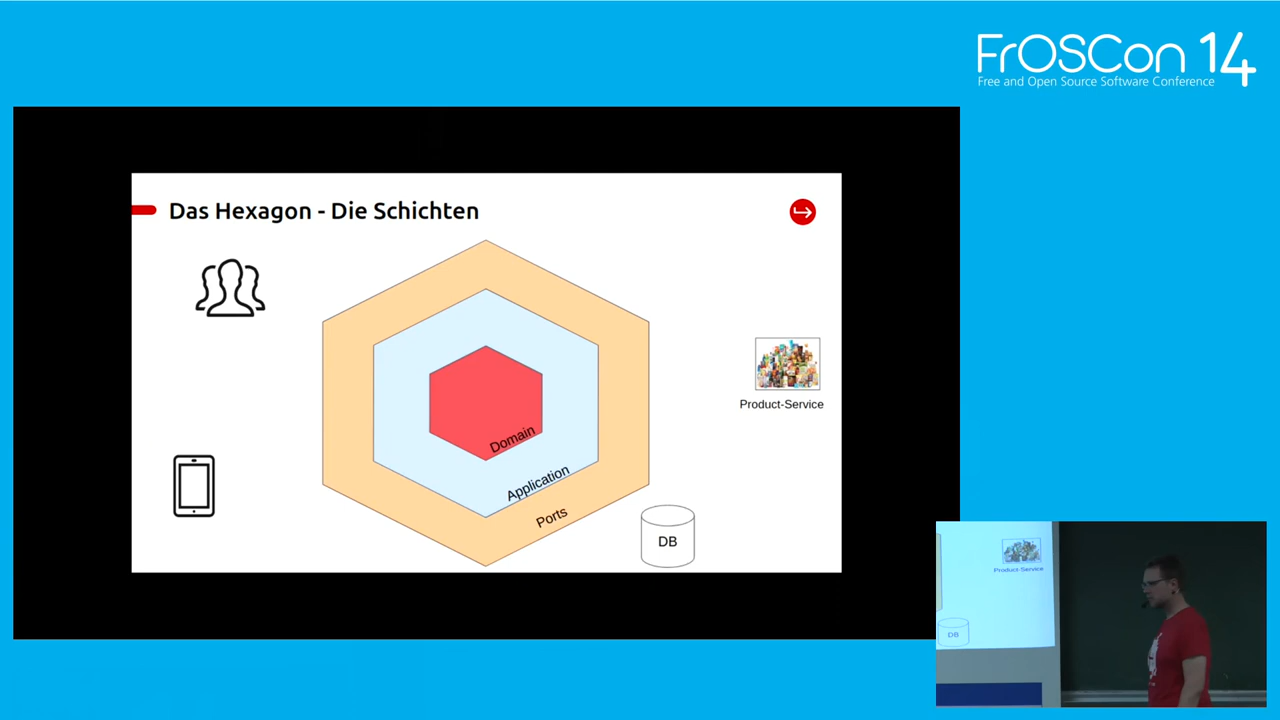 FrOSCon 14
Free and Open Source Software Conference
Das Hexagon - Die Schichten
Product-Service
Domain
Application
Ports
DB
Product-Service
DB